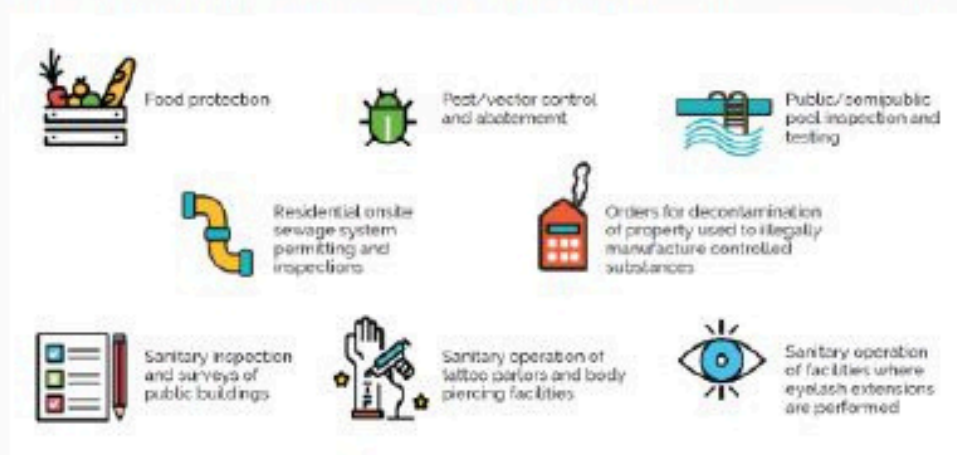 Food protection
Pest/vector control
and abatement
Public/semipublic
pool inspection and
testing
Residential onsite
sewage system
permitting and
inspections
Orders for decontamination
of property used to illegally
manufacture controlled
substances
Sanitary inspection
and surveys of
public buildings
Sanitary operation of
tattoo parlors and body
piercing facilities
Sanitary operation
of facilities where
eyelash extensions
are performed